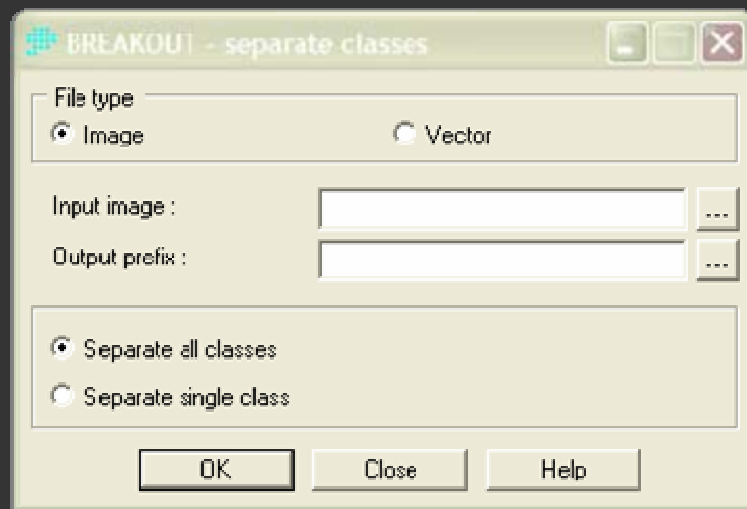 BREAKOUT - separate classes
File type
Image Vector
Input image : ...
Output prefix : ...
Separate all classes
Separate single class
OK Close Help